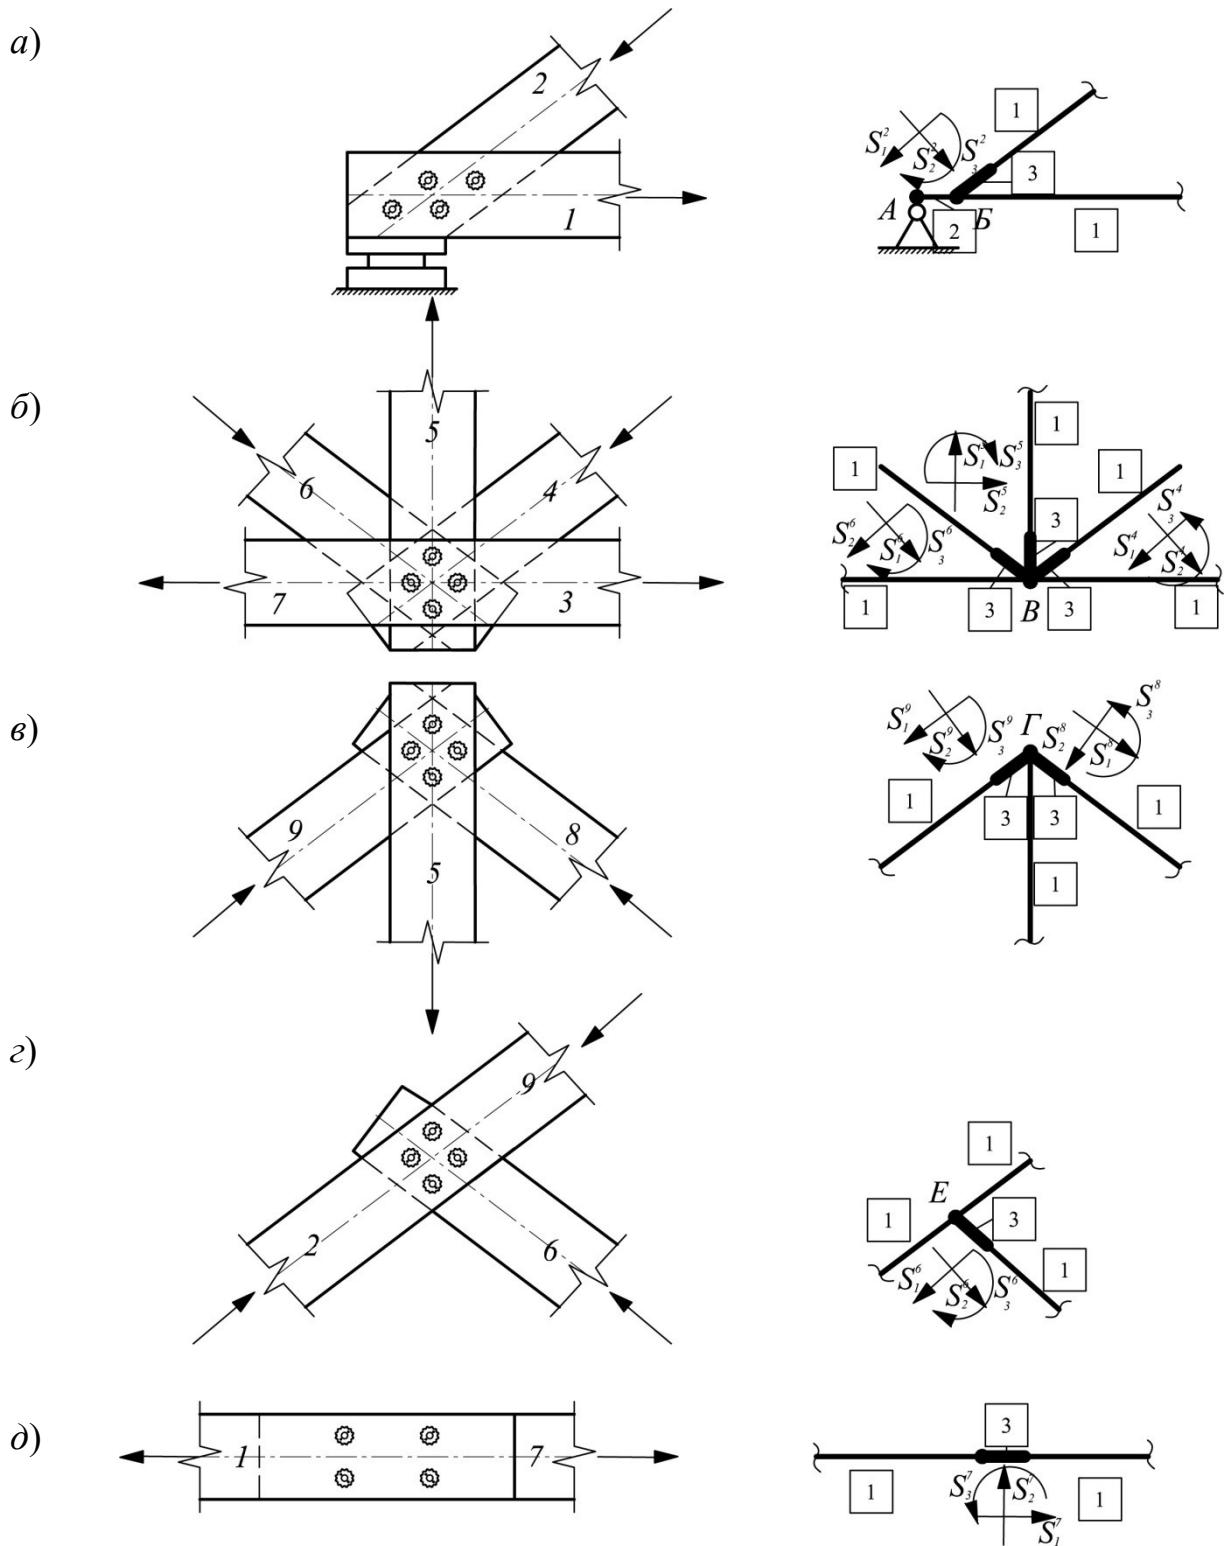 а)
2
1
1
S₁² S₂² S₃²
3
А
2
Б
1
б)
5
6
4
7
3
1
1
1
S₁⁵ S₃⁵
S₂⁵
3
S₂⁶ S₁⁶ S₃⁶
S₃⁴
S₁⁴ S₂⁴
1
3
В
3
1
в)
9
8
5
S₁⁹ S₂⁹ S₃⁹
Г
S₂⁸ S₁⁸ S₃⁸
1
3
3
1
1
г)
9
2
6
1
Е
1
3
1
S₁⁶ S₂⁶ S₃⁶
д)
1
7
3
S₃⁷ S₂⁷
1
1
S₁⁷